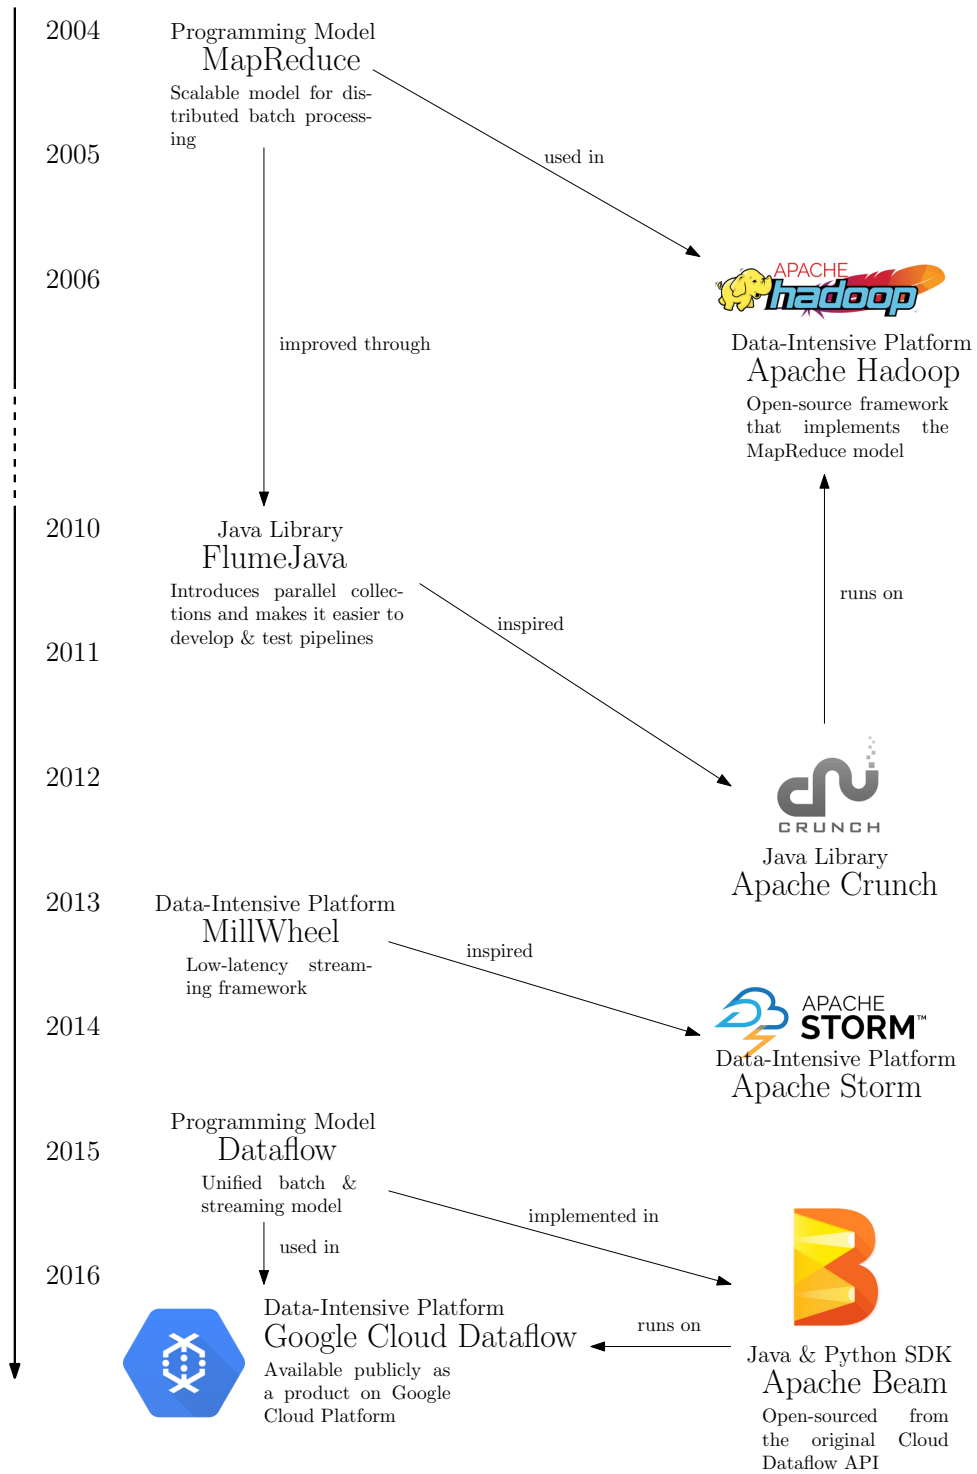 2004
Programming Model
MapReduce
Scalable model for dis-
tributed batch process-
ing
2005
used in
2006
APACHE
hadoop
improved through
Data-Intensive Platform
Apache Hadoop
Open-source framework
that implements the
MapReduce model
2010
Java Library
FlumeJava
Introduces parallel collec-
tions and makes it easier to
develop & test pipelines
runs on
inspired
2011
2012
CRUNCH
Java Library
Apache Crunch
2013
Data-Intensive Platform
MillWheel
Low-latency stream-
ing framework
inspired
2014
APACHE
STORM™
Data-Intensive Platform
Apache Storm
Programming Model
2015
Dataflow
Unified batch &
streaming model
implemented in
used in
2016
Data-Intensive Platform
Google Cloud Dataflow
Available publicly as
a product on Google
Cloud Platform
runs on
Java & Python SDK
Apache Beam
Open-sourced from
the original Cloud
Dataflow API